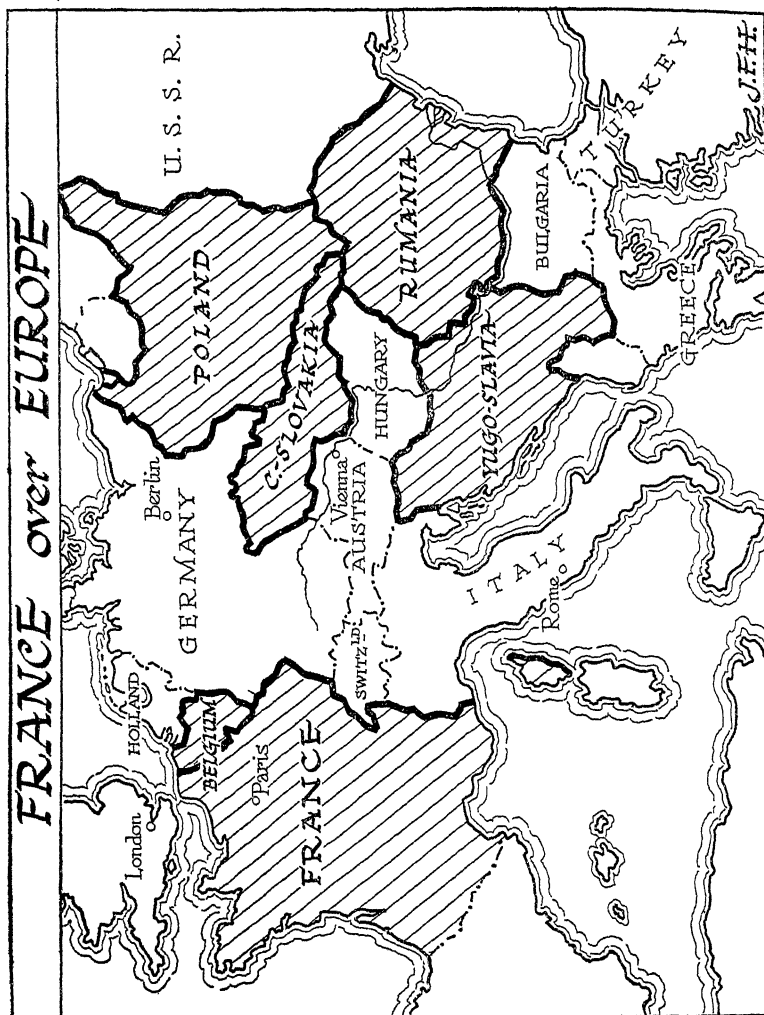 FRANCE over EUROPE
U. S. S. R.
London
HOLLAND
Berlin
GERMANY
POLAND
BELGIUM
Paris
FRANCE
C-SLOVAKIA
Vienna
AUSTRIA
SWITZ.LD.
HUNGARY
RUMANIA
YUGO-SLAVIA
BULGARIA
ITALY
Rome
GREECE
TURKEY
J.F.H.